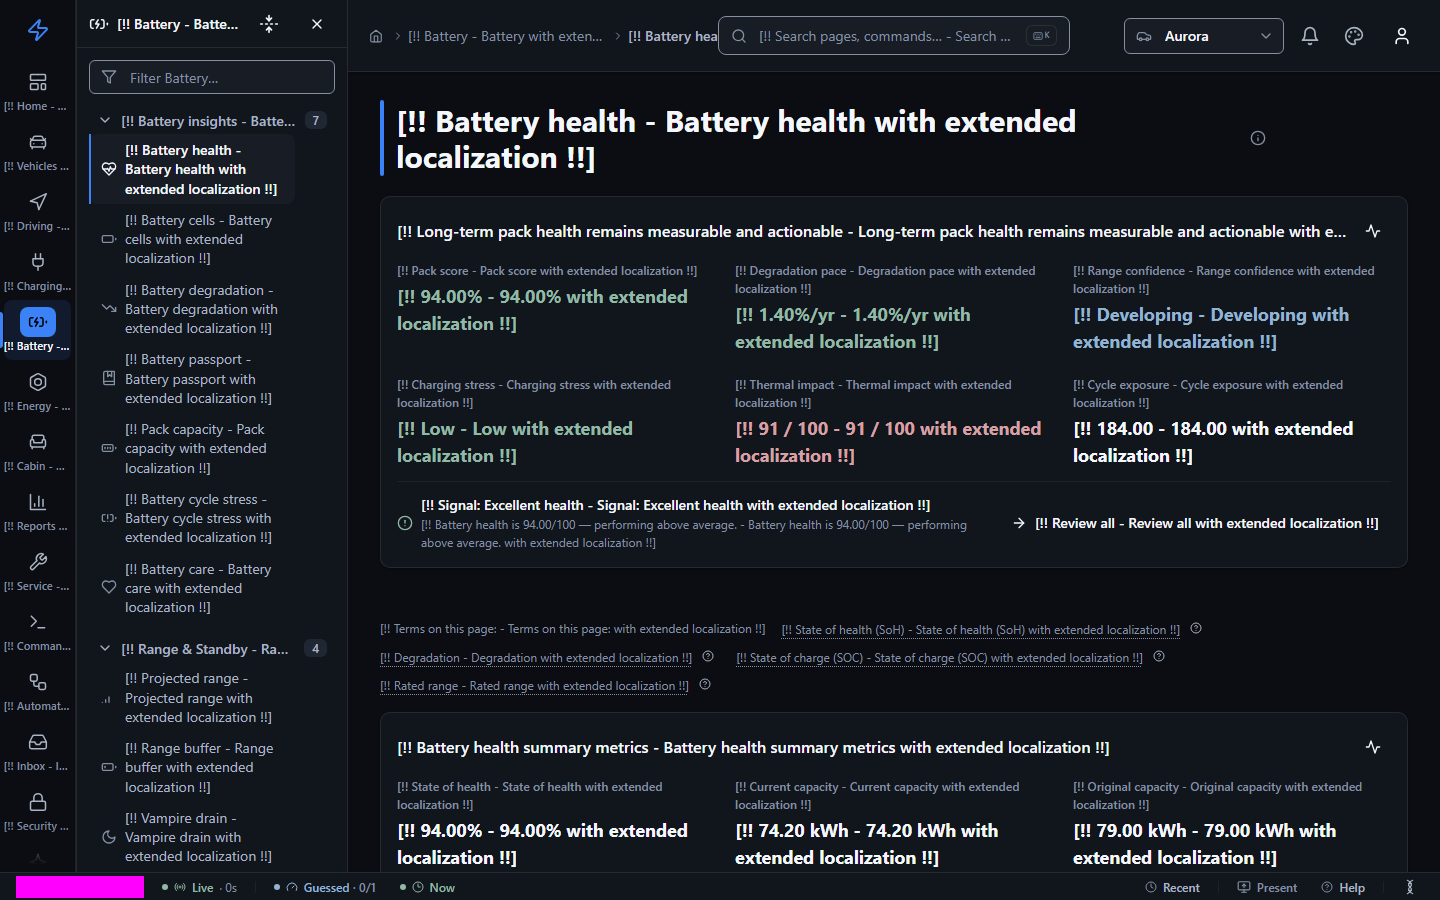 [!! Battery - Batte...
[!! Battery - Battery with exten...
[!! Battery hea
[!! Search pages, commands... - Search ...
K
Aurora
[!! Home - ...
[!! Vehicles ...
[!! Driving -...
[!! Charging...
[!! Battery -...
[!! Energy - ...
[!! Cabin - ...
[!! Reports ...
[!! Service -...
[!! Comman...
[!! Automat...
[!! Inbox - I...
[!! Security ...
Filter Battery...
[!! Battery insights - Batte...
7
[!! Battery health -
Battery health with
extended localization !!]
[!! Battery cells - Battery
cells with extended
localization !!]
[!! Battery degradation -
Battery degradation with
extended localization !!]
[!! Battery passport -
Battery passport with
extended localization !!]
[!! Pack capacity - Pack
capacity with extended
localization !!]
[!! Battery cycle stress -
Battery cycle stress with
extended localization !!]
[!! Battery care - Battery
care with extended
localization !!]
[!! Range & Standby - Ra...
4
[!! Projected range -
Projected range with
extended localization !!]
[!! Range buffer - Range
buffer with extended
localization !!]
[!! Vampire drain -
Vampire drain with
extended localization !!]
[!! Battery health - Battery health with extended
localization !!]
[!! Long-term pack health remains measurable and actionable - Long-term pack health remains measurable and actionable with e...
[!! Pack score - Pack score with extended localization !!]
[!! 94.00% - 94.00% with extended
localization !!]
[!! Degradation pace - Degradation pace with extended
localization !!]
[!! 1.40%/yr - 1.40%/yr with
extended localization !!]
[!! Range confidence - Range confidence with extended
localization !!]
[!! Developing - Developing with
extended localization !!]
[!! Charging stress - Charging stress with extended
localization !!]
[!! Low - Low with extended
localization !!]
[!! Thermal impact - Thermal impact with extended
localization !!]
[!! 91 / 100 - 91 / 100 with extended
localization !!]
[!! Cycle exposure - Cycle exposure with extended
localization !!]
[!! 184.00 - 184.00 with extended
localization !!]
[!! Signal: Excellent health - Signal: Excellent health with extended localization !!]
[!! Battery health is 94.00/100 — performing above average. - Battery health is 94.00/100 — performing
above average. with extended localization !!]
[!! Review all - Review all with extended localization !!]
[!! Terms on this page: - Terms on this page: with extended localization !!]
[!! State of health (SoH) - State of health (SoH) with extended localization !!]
[!! Degradation - Degradation with extended localization !!]
[!! State of charge (SOC) - State of charge (SOC) with extended localization !!]
[!! Rated range - Rated range with extended localization !!]
[!! Battery health summary metrics - Battery health summary metrics with extended localization !!]
[!! State of health - State of health with extended
localization !!]
[!! 94.00% - 94.00% with extended
localization !!]
[!! Current capacity - Current capacity with extended
localization !!]
[!! 74.20 kWh - 74.20 kWh with
extended localization !!]
[!! Original capacity - Original capacity with extended
localization !!]
[!! 79.00 kWh - 79.00 kWh with
extended localization !!]
Live · 0s
Guessed · 0/1
Now
Recent
Present
Help